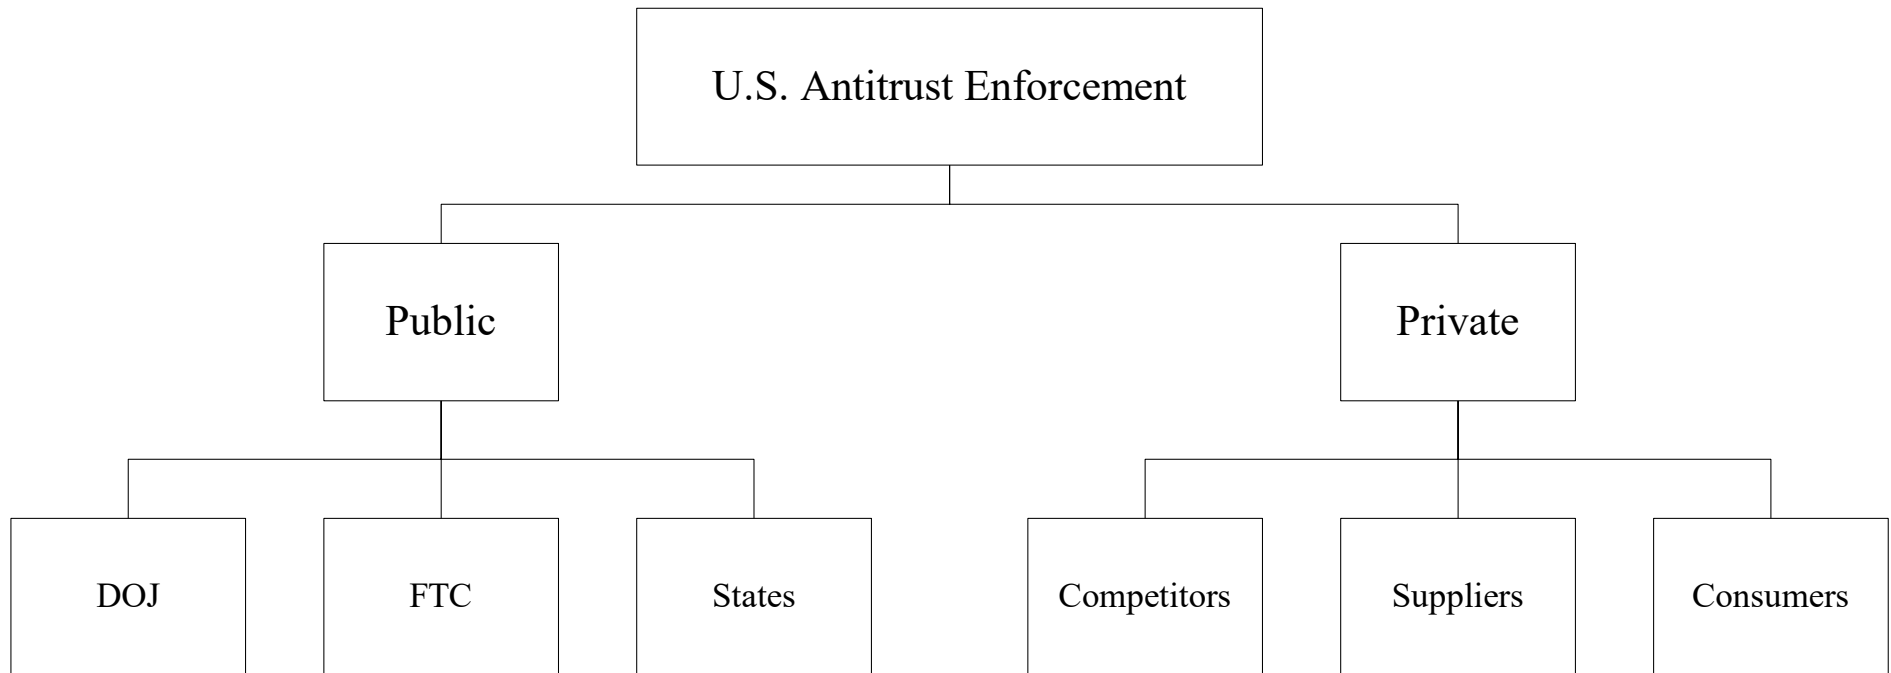 U.S. Antitrust Enforcement
Public
Private
DOJ
FTC
States
Competitors
Suppliers
Consumers